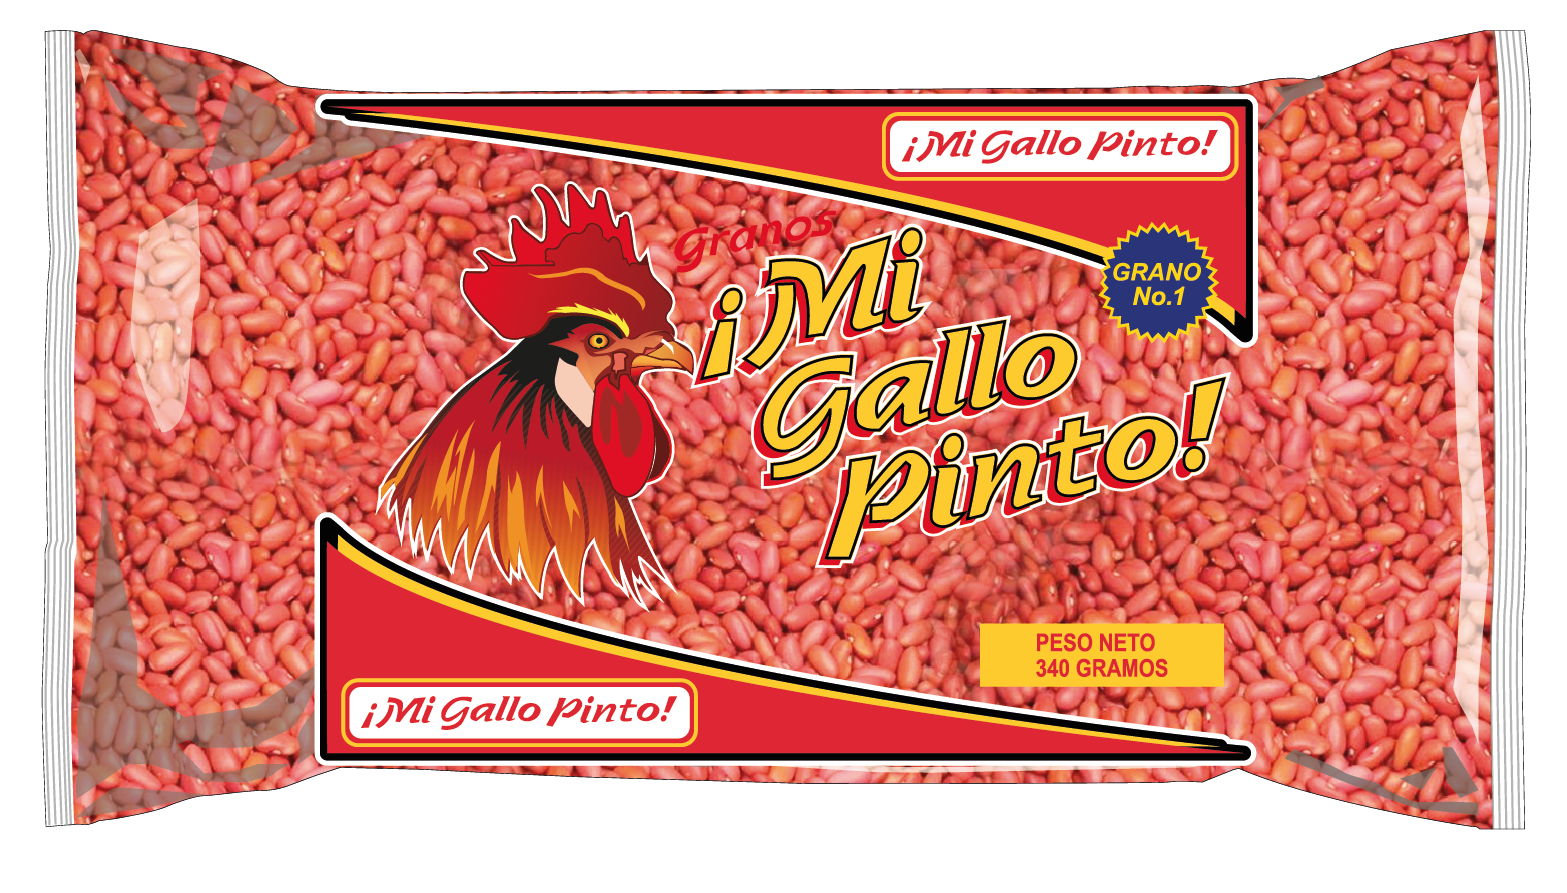 ¡Mi Gallo Pinto!
Granos
¡Mi
Gallo
Pinto!
GRANO
No.1
PESO NETO
340 GRAMOS
¡Mi Gallo Pinto!